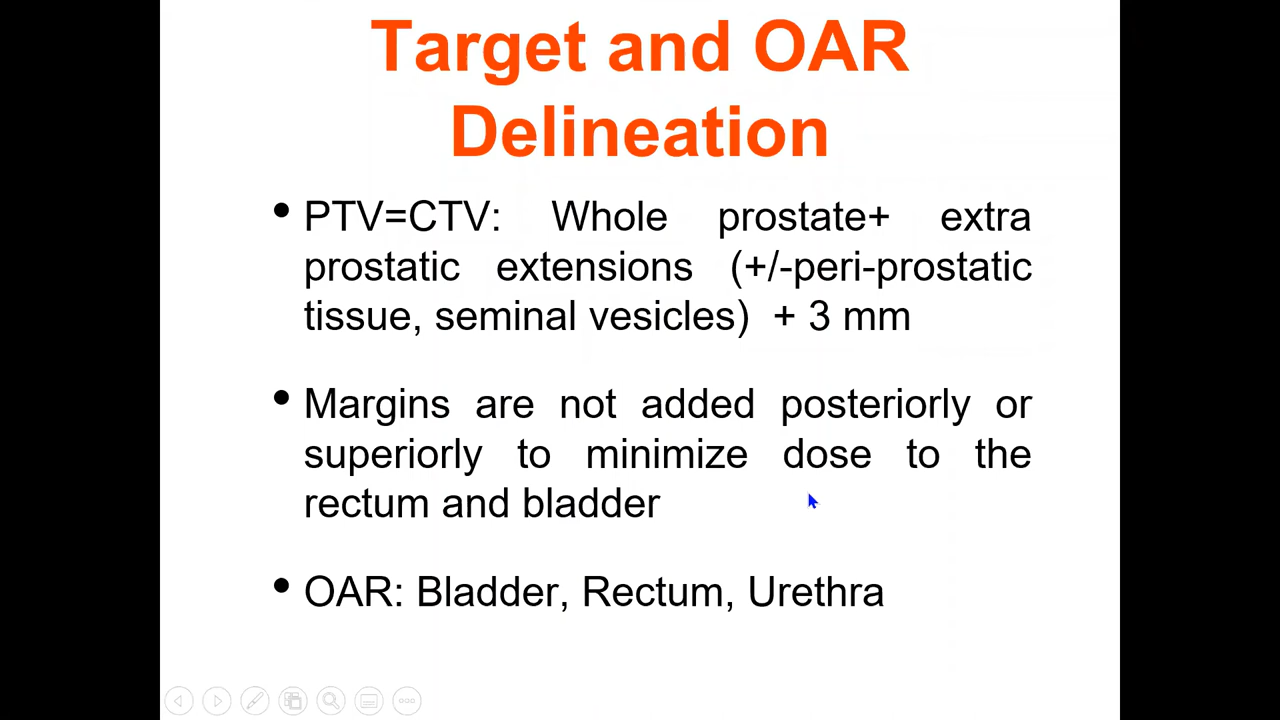 Target and OAR
Delineation
• PTV=CTV: Whole prostate+ extra
prostatic extensions (+/-peri-prostatic
tissue, seminal vesicles) + 3 mm
• Margins are not added posteriorly or
superiorly to minimize dose to the
rectum and bladder
• OAR: Bladder, Rectum, Urethra